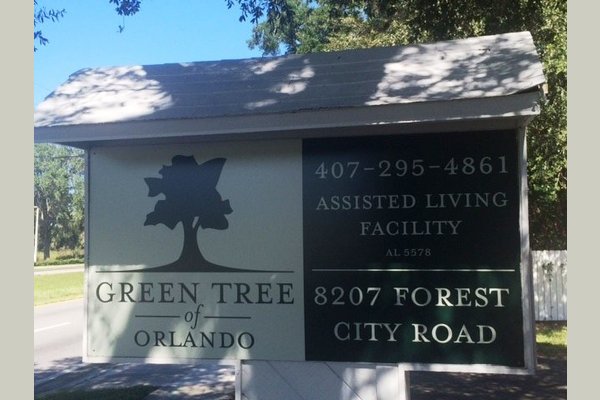 GREEN TREE
of
ORLANDO
407-295-4861
ASSISTED LIVING
FACILITY
AL 5578
8207 FOREST
CITY ROAD